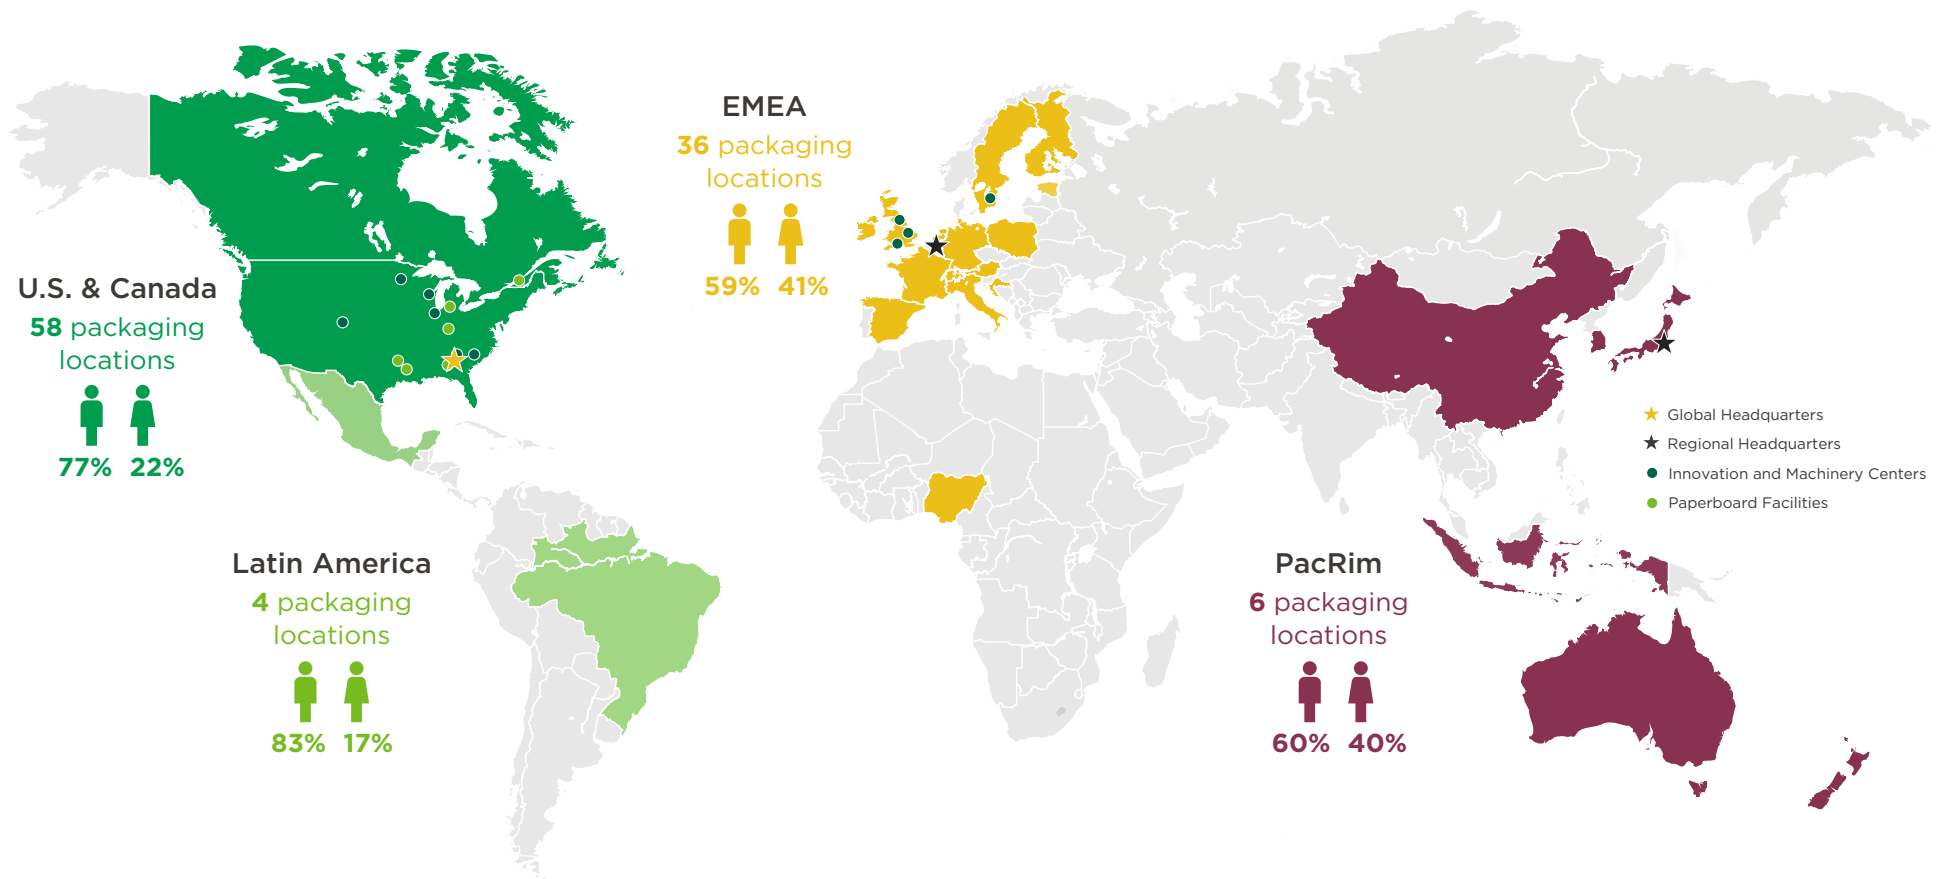 U.S. & Canada
58 packaging
locations
77% 22%
Latin America
4 packaging
locations
83% 17%
EMEA
36 packaging
locations
59% 41%
PacRim
6 packaging
locations
60% 40%
Global Headquarters
Regional Headquarters
Innovation and Machinery Centers
Paperboard Facilities